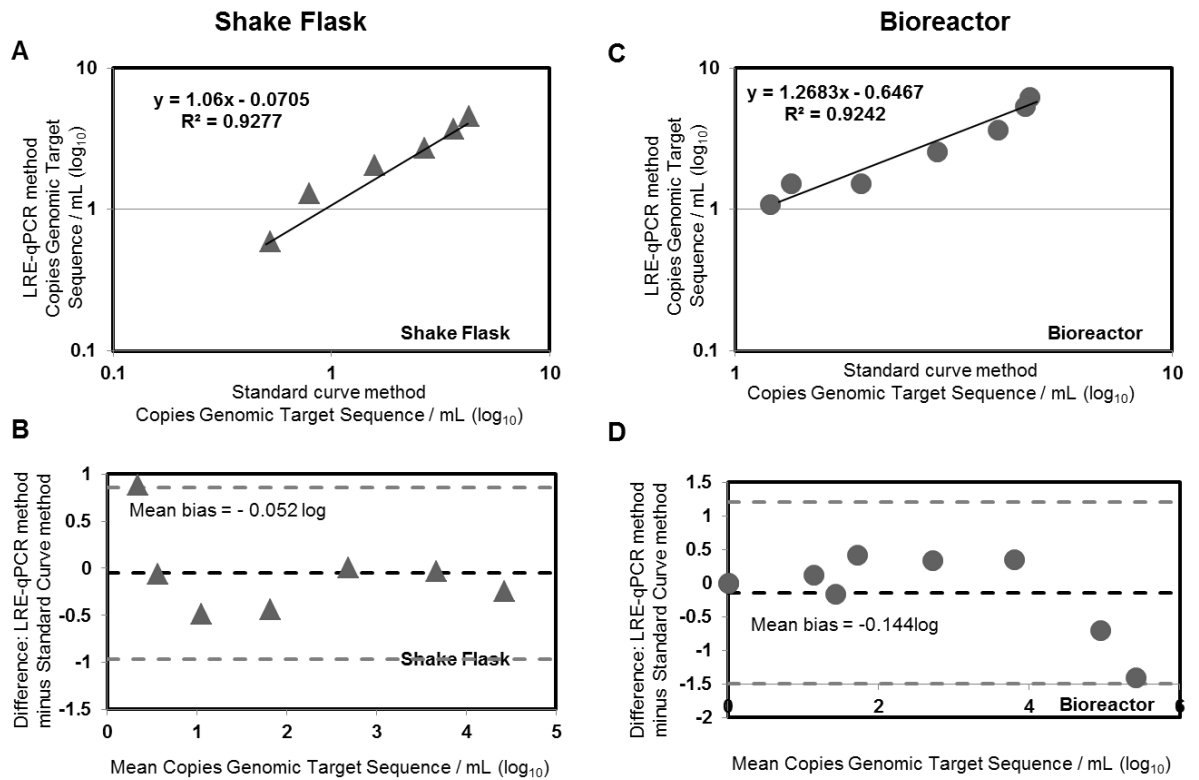 Shake Flask
Bioreactor
A
10
y = 1.06x - 0.0705
R² = 0.9277
LRE-qPCR method
Copies Genomic Target
Sequence / mL (log10)
1
0.1
Shake Flask
0.1
1
10
Standard curve method
Copies Genomic Target Sequence / mL (log10)
C
10
y = 1.2683x - 0.6467
R² = 0.9242
LRE-qPCR method
Copies Genomic Target
Sequence / mL (log10)
1
0.1
Bioreactor
1
10
Standard curve method
Copies Genomic Target Sequence / mL (log10)
B
1
0.5
0
-0.5
-1
-1.5
Difference: LRE-qPCR method
minus Standard Curve method
Mean bias = - 0.052 log
Shake Flask
0
1
2
3
4
5
Mean Copies Genomic Target Sequence / mL (log10)
D
1.5
1
0.5
0
-0.5
-1
-1.5
-2
Difference: LRE-qPCR method
minus Standard Curve method
Mean bias = -0.144log
0
2
4
6
Bioreactor
Mean Copies Genomic Target Sequence / mL (log10)